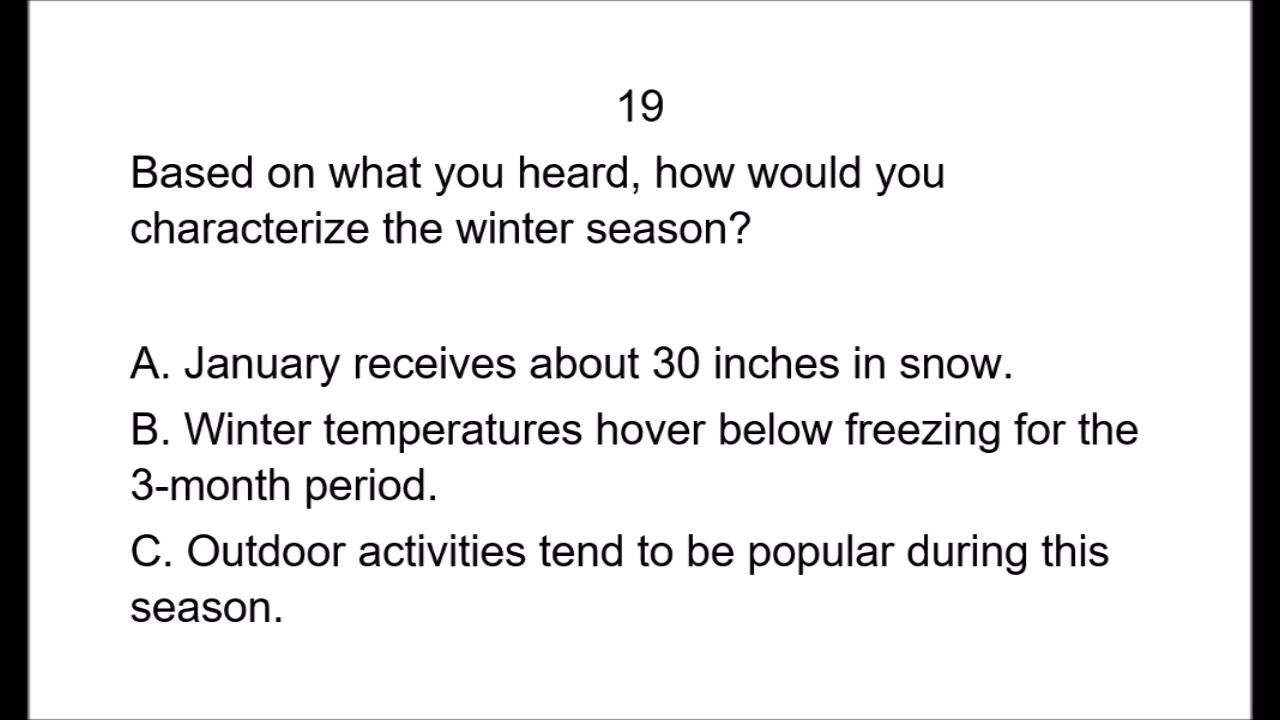 19
Based on what you heard, how would you
characterize the winter season?
A. January receives about 30 inches in snow.
B. Winter temperatures hover below freezing for the
3-month period.
C. Outdoor activities tend to be popular during this
season.